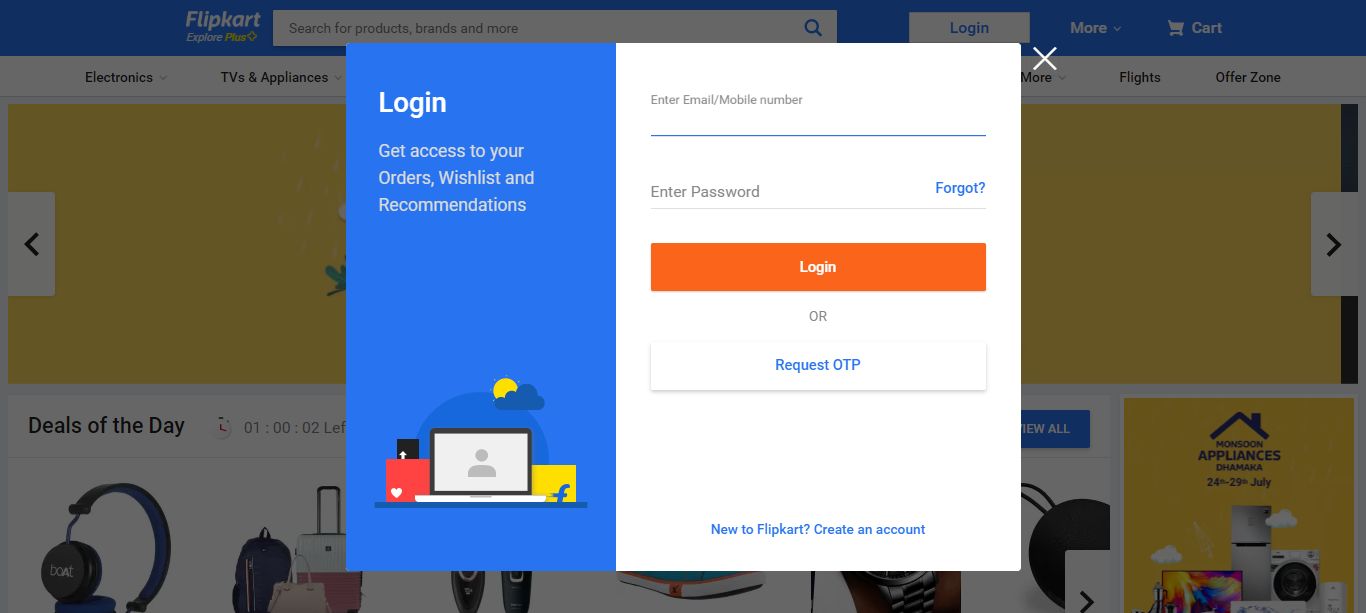 Flipkart
Explore Plus
Search for products, brands and more
Login
More
Cart
Electronics
TVs & Appliances
More
Flights
Offer Zone
Login
Get access to your
Orders, Wishlist and
Recommendations
Enter Email/Mobile number
Enter Password
Forgot?
Login
OR
Request OTP
New to Flipkart? Create an account
Deals of the Day
01 : 00 : 02 Lef
VIEW ALL
boAt
MONSOON
APPLIANCES
DHAMAKA
24th-29th July